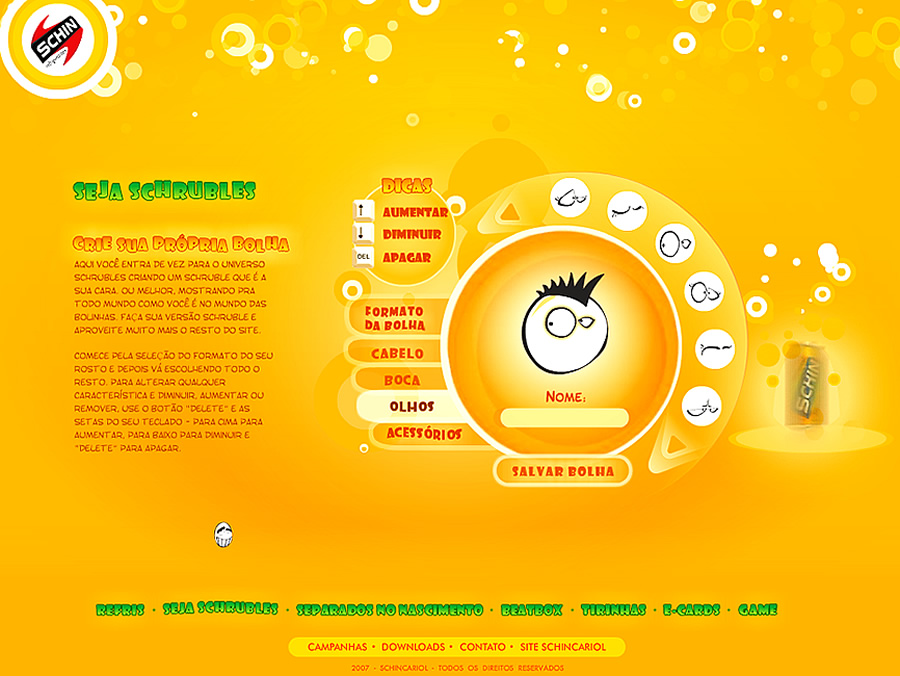 SCHIN
SEJA SCHRUBLES
CRIE SUA PRÓPRIA BOLHA
AQUI VOCÊ ENTRA DE VEZ PARA O UNIVERSO
SCHRUBLES CRIANDO UM SCHRUBLE QUE É A
SUA CARA. OU MELHOR, MOSTRANDO PRA
TODO MUNDO COMO VOCÊ É NO MUNDO DAS
BOLINHAS. FAÇA SUA VERSÃO SCHRUBLE E
APROVEITE MUITO MAIS O RESTO DO SITE.
COMECE PELA SELEÇÃO DO FORMATO DO SEU
ROSTO E DEPOIS VÁ ESCOLHENDO TODO O
RESTO. PARA ALTERAR QUALQUER
CARACTERÍSTICA E DIMINUIR, AUMENTAR OU
REMOVER, USE O BOTÃO "DELETE" E AS
SETAS DO SEU TECLADO - PARA CIMA PARA
AUMENTAR, PARA BAIXO PARA DIMINUIR E
"DELETE" PARA APAGAR.
DICAS
↑ AUMENTAR
↓ DIMINUIR
DEL APAGAR
FORMATO
DA BOLHA
CABELO
BOCA
OLHOS
ACESSÓRIOS
NOME:
SALVAR BOLHA
SCHIN
REFRIS • SEJA SCHRUBLES • SEPARADOS NO NASCIMENTO • BEATBOX • TIRINHAS • E-CARDS • GAME
CAMPANHAS • DOWNLOADS • CONTATO • SITE SCHINCARIOL
2007 - SCHINCARIOL - TODOS OS DIREITOS RESERVADOS